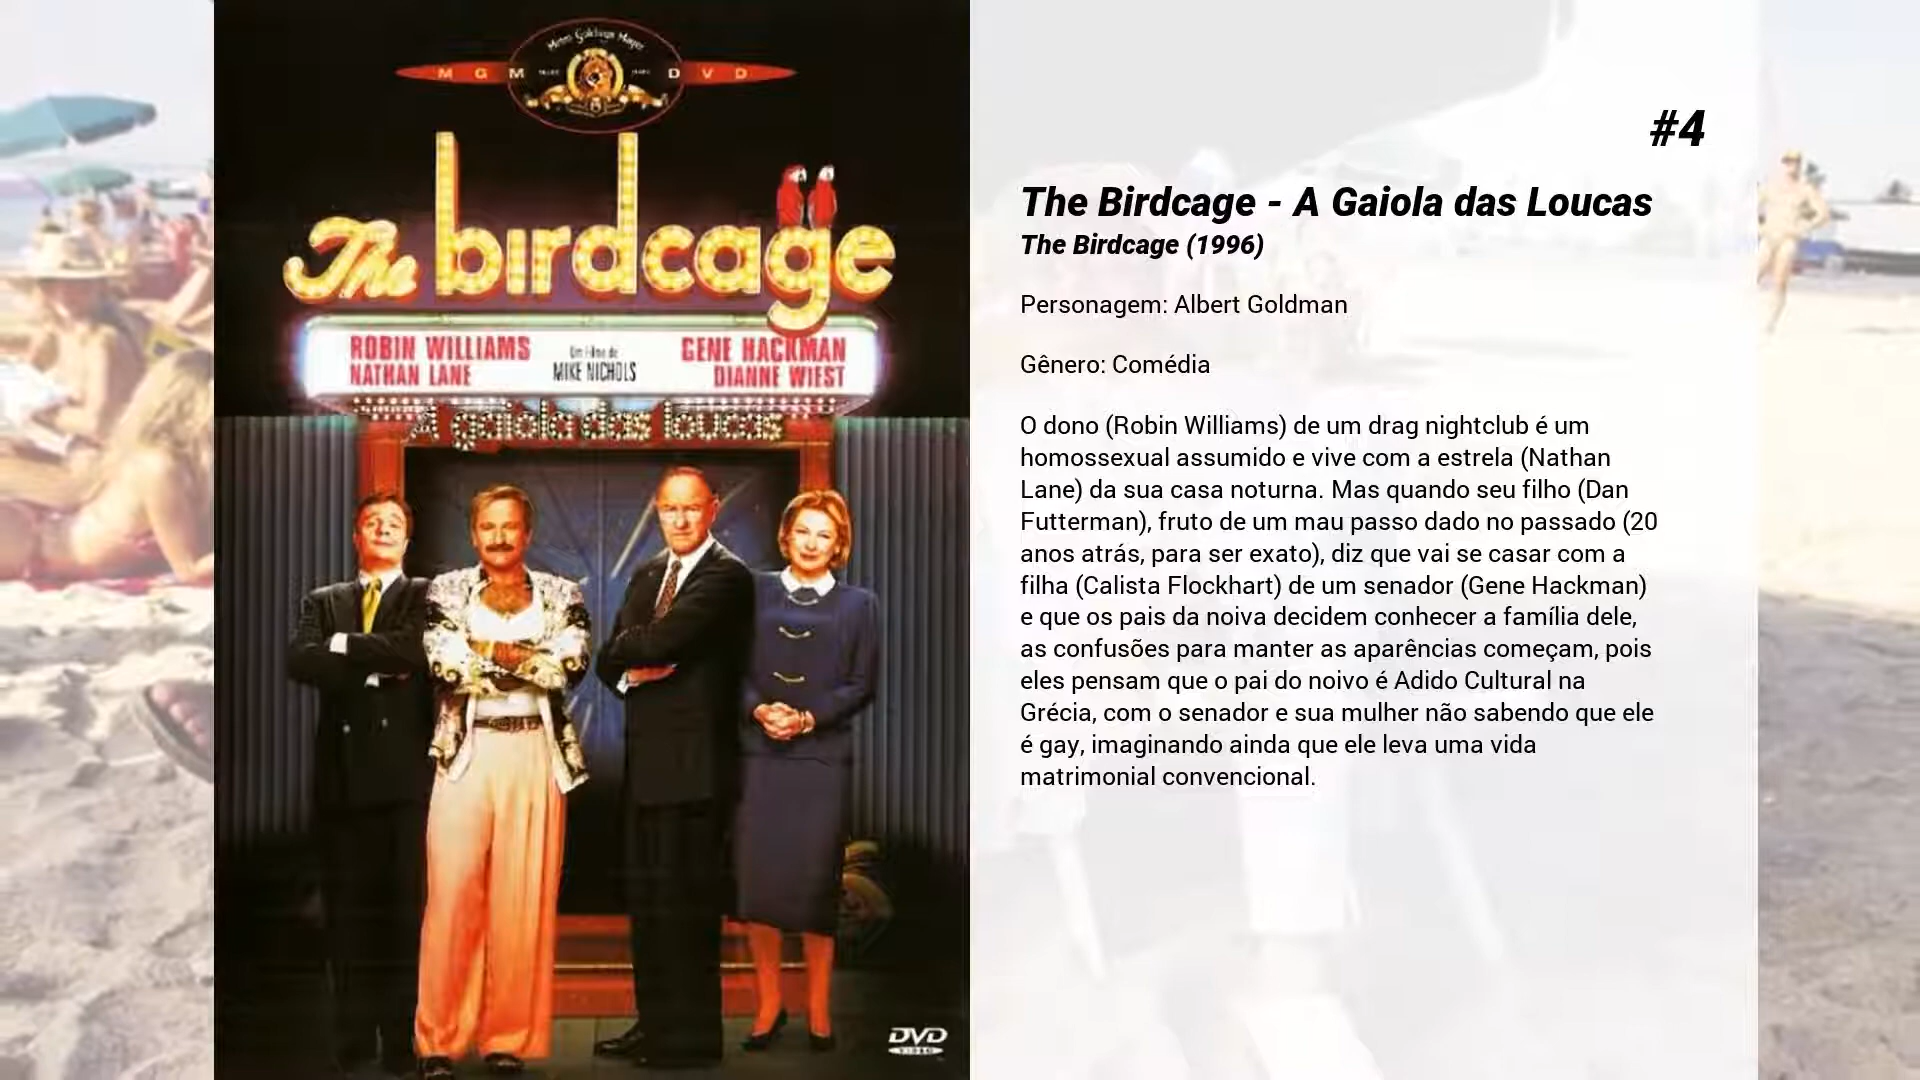 Metro Goldwyn Mayer
M G M D V D
The birdcage
ROBIN WILLIAMS
NATHAN LANE
Um Filme de
MIKE NICHOLS
GENE HACKMAN
DIANNE WIEST
A gaiola das loucas
DVD
VIDEO
#4
The Birdcage - A Gaiola das Loucas
The Birdcage (1996)
Personagem: Albert Goldman
Gênero: Comédia
O dono (Robin Williams) de um drag nightclub é um
homossexual assumido e vive com a estrela (Nathan
Lane) da sua casa noturna. Mas quando seu filho (Dan
Futterman), fruto de um mau passo dado no passado (20
anos atrás, para ser exato), diz que vai se casar com a
filha (Calista Flockhart) de um senador (Gene Hackman)
e que os pais da noiva decidem conhecer a família dele,
as confusões para manter as aparências começam, pois
eles pensam que o pai do noivo é Adido Cultural na
Grécia, com o senador e sua mulher não sabendo que ele
é gay, imaginando ainda que ele leva uma vida
matrimonial convencional.